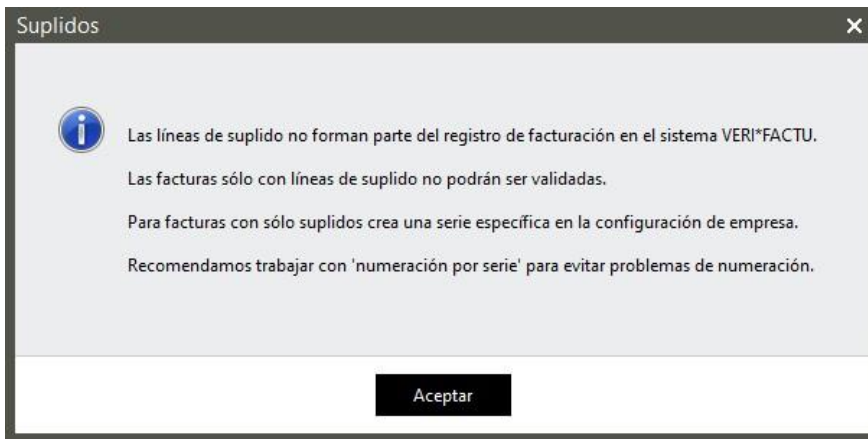 Suplidos
Las líneas de suplido no forman parte del registro de facturación en el sistema VERI*FACTU.
Las facturas sólo con líneas de suplido no podrán ser validadas.
Para facturas con sólo suplidos crea una serie específica en la configuración de empresa.
Recomendamos trabajar con 'numeración por serie' para evitar problemas de numeración.
Aceptar